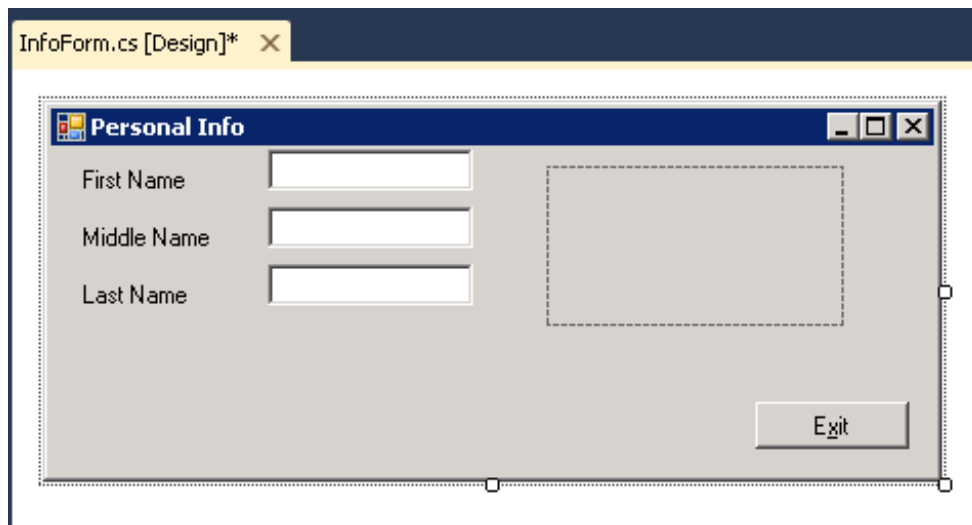 InfoForm.cs [Design]*
Personal Info
First Name
Middle Name
Last Name
Exit